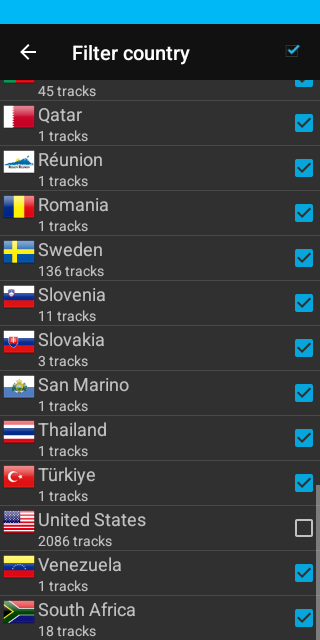 Filter country
45 tracks
Qatar
1 tracks
Réunion
1 tracks
Romania
1 tracks
Sweden
136 tracks
Slovenia
11 tracks
Slovakia
3 tracks
San Marino
1 tracks
Thailand
1 tracks
Türkiye
1 tracks
United States
2086 tracks
Venezuela
1 tracks
South Africa
18 tracks